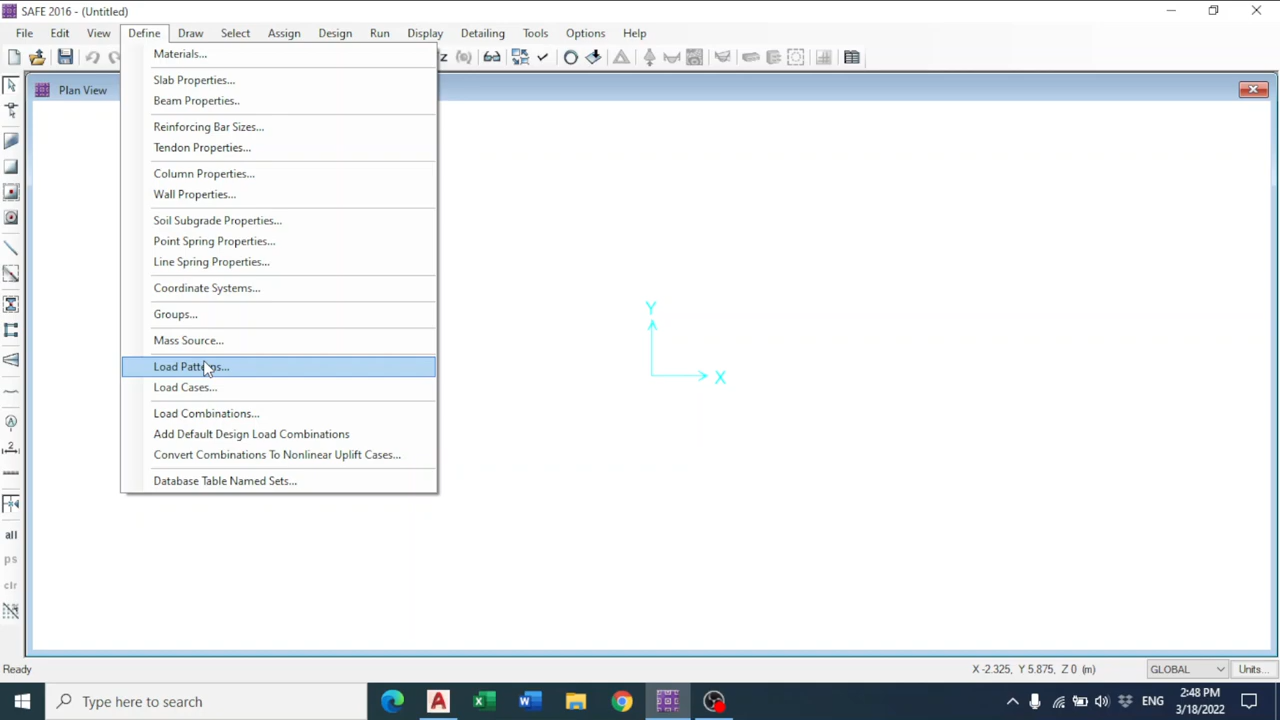 SAFE 2016 - (Untitled)
File Edit View Define Draw Select Assign Design Run Display Detailing Tools Options Help
Plan View
Materials...
Slab Properties...
Beam Properties..
Reinforcing Bar Sizes...
Tendon Properties...
Column Properties...
Wall Properties...
Soil Subgrade Properties...
Point Spring Properties...
Line Spring Properties...
Coordinate Systems...
Groups...
Mass Source...
Load Patterns...
Load Cases...
Load Combinations...
Add Default Design Load Combinations
Convert Combinations To Nonlinear Uplift Cases...
Database Table Named Sets...
Y
X
all
ps
clr
Ready
X -2.325, Y 5.875, Z 0 (m)
GLOBAL
Units...
Type here to search
ENG
2:48 PM
3/18/2022